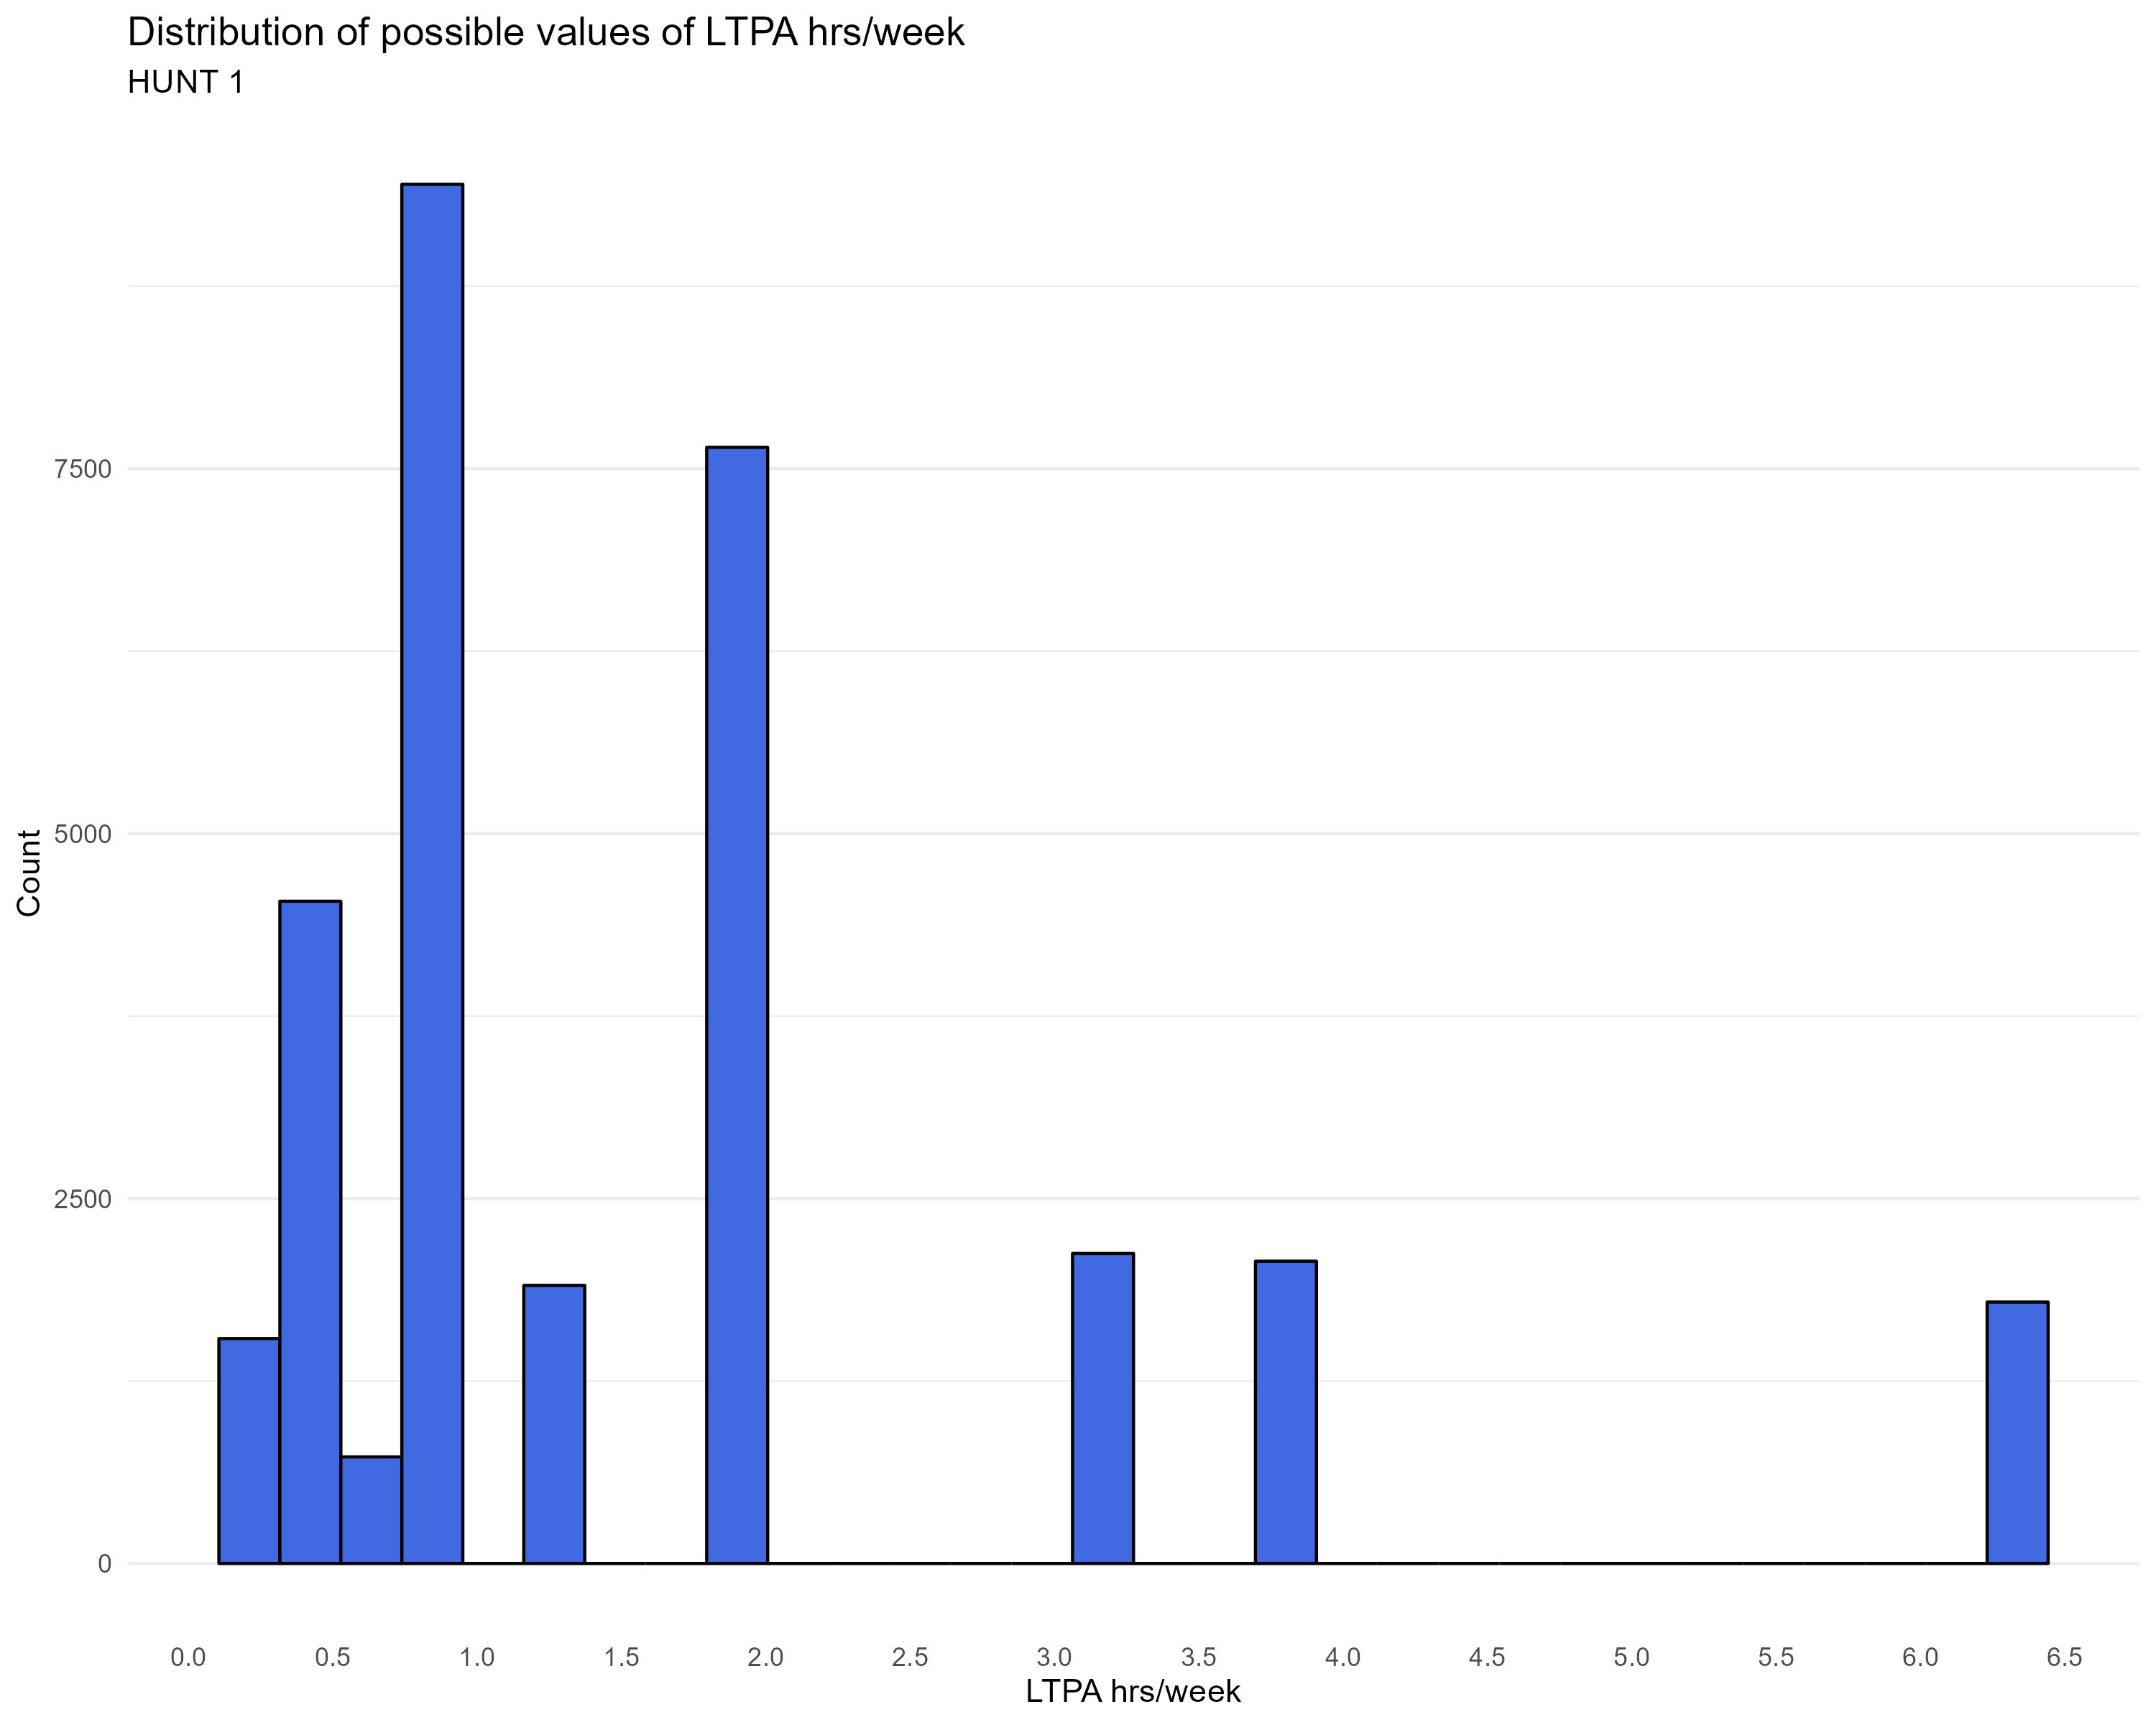 Distribution of possible values of LTPA hrs/week
HUNT 1
7500
5000
2500
0
Count
0.0 0.5 1.0 1.5 2.0 2.5 3.0 3.5 4.0 4.5 5.0 5.5 6.0 6.5
LTPA hrs/week